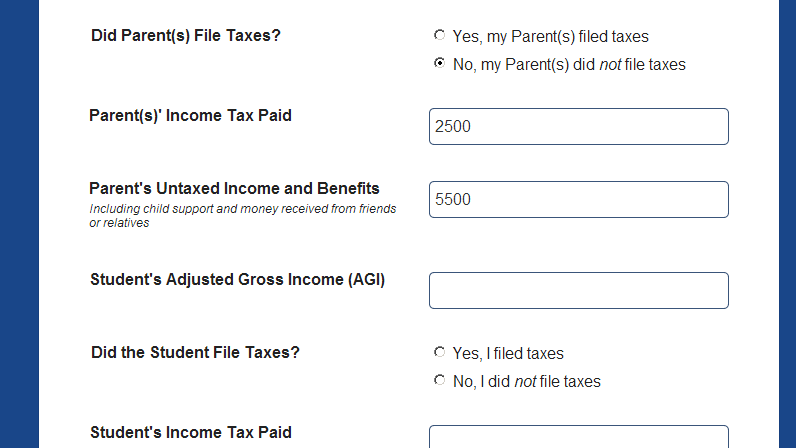 Did Parent(s) File Taxes?
Yes, my Parent(s) filed taxes
No, my Parent(s) did not file taxes
Parent(s)' Income Tax Paid
2500
Parent's Untaxed Income and Benefits
5500
Including child support and money received from friends
or relatives
Student's Adjusted Gross Income (AGI)
Did the Student File Taxes?
Yes, I filed taxes
No, I did not file taxes
Student's Income Tax Paid